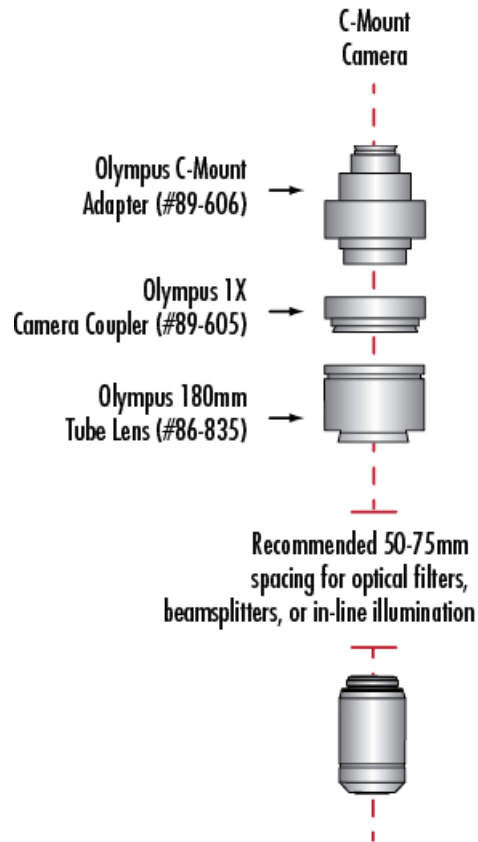 C-Mount
Camera
Olympus C-Mount
Adapter (#89-606)
Olympus 1X
Camera Coupler (#89-605)
Olympus 180mm
Tube Lens (#86-835)
Recommended 50-75mm
spacing for optical filters,
beamsplitters, or in-line illumination